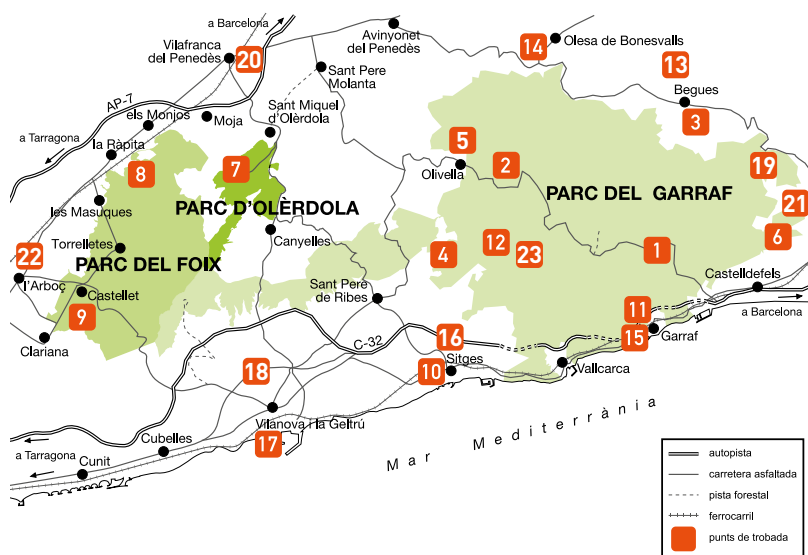 a Barcelona
Avinyonet
del Penedès
Olesa de Bonesvalls
14
Vilafranca
del Penedès
20
Sant Pere
Molanta
13
Begues
3
AP-7
els Monjos
Moja
Sant Miquel
d'Olèrdola
a Tarragona
la Ràpita
8
7
5
Olivella
2
19
PARC DEL GARRAF
21
les Masuques
PARC D'OLÈRDOLA
6
Torrelletes
Canyelles
4
12
23
1
22
PARC DEL FOIX
l'Arboç
Castellet
Sant Pere
de Ribes
Castelldefels
9
11
a Barcelona
Clariana
C-32
16
15
Garraf
Sitges
10
Vallcarca
18
Vilanova i la Geltrú
17
Mar Mediterrània
a Tarragona
Cubelles
Cunit
autopista
carretera asfaltada
pista forestal
ferrocarril
punts de trobada